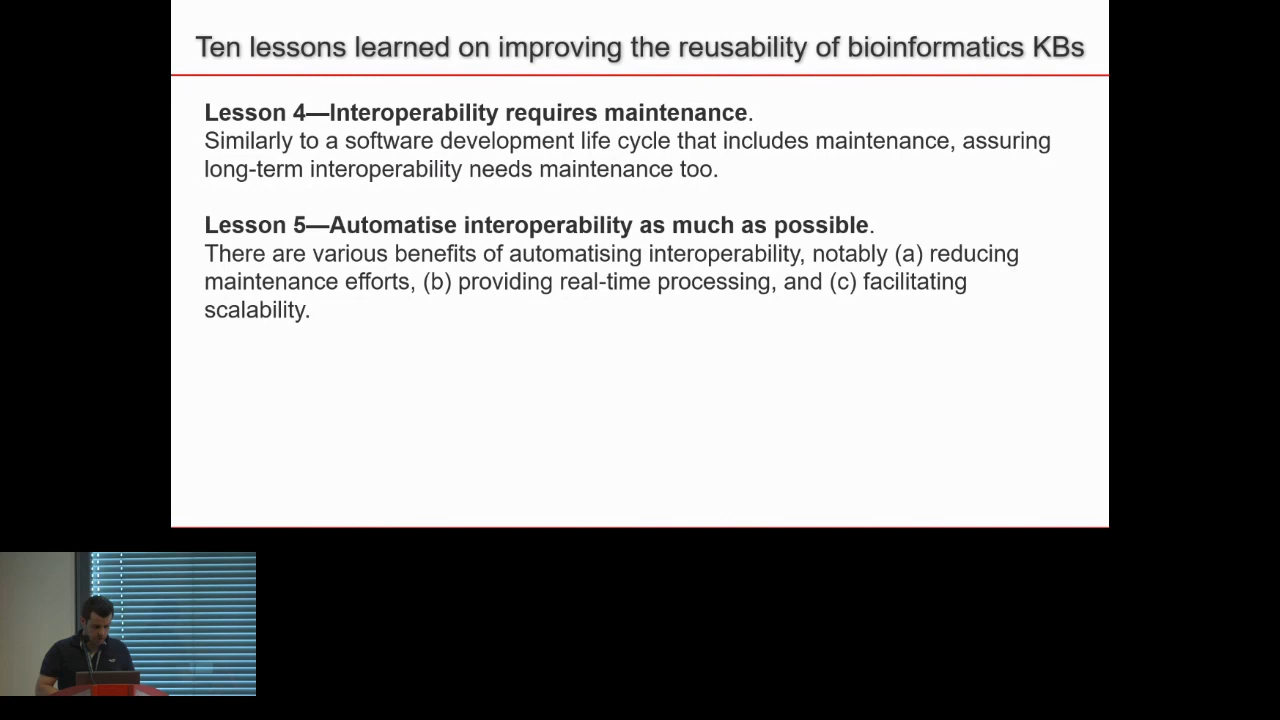 Ten lessons learned on improving the reusability of bioinformatics KBs
Lesson 4—Interoperability requires maintenance.
Similarly to a software development life cycle that includes maintenance, assuring
long-term interoperability needs maintenance too.
Lesson 5—Automatise interoperability as much as possible.
There are various benefits of automatising interoperability, notably (a) reducing
maintenance efforts, (b) providing real-time processing, and (c) facilitating
scalability.